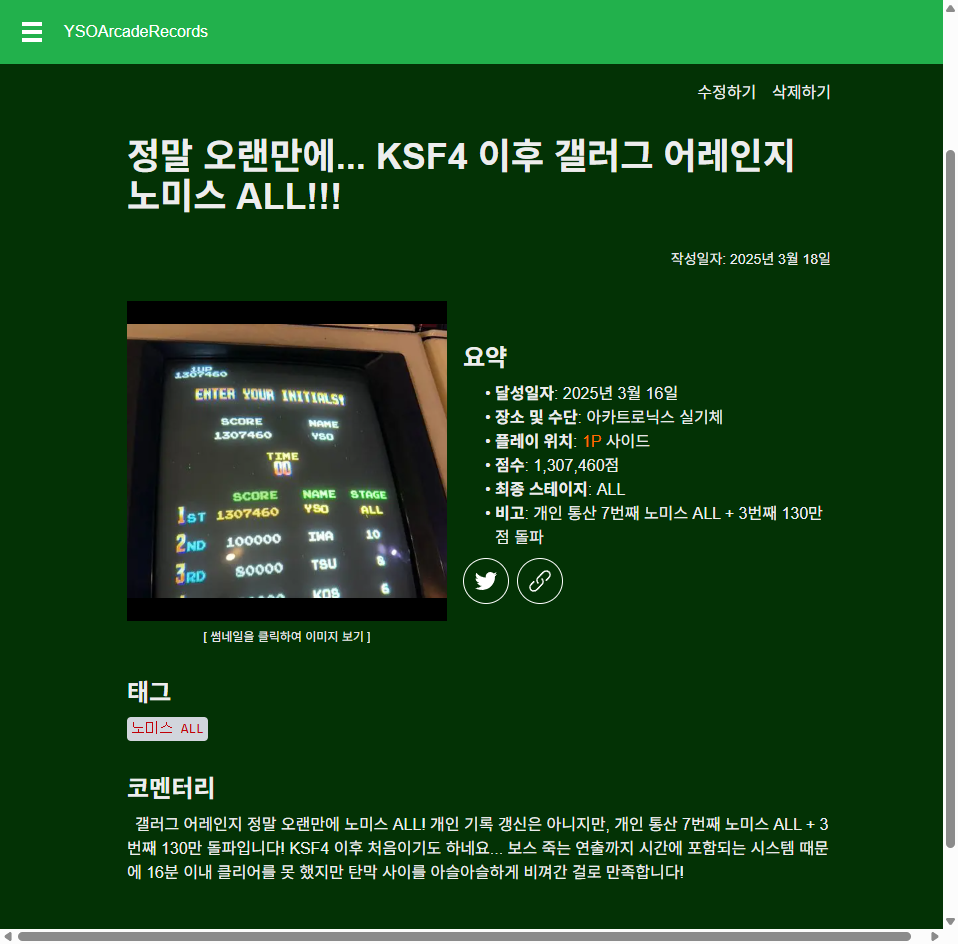 YSOArcadeRecords
수정하기 삭제하기
정말 오랜만에... KSF4 이후 갤러그 어레인지
노미스 ALL!!!
작성일자: 2025년 3월 18일
1UP
1307460
ENTER YOUR INITIALS!
SCORE NAME
1307460 YSO
TIME
00
SCORE NAME STAGE
1ST 1307460 YSO ALL
2ND 100000 IWA 10
3RD 80000 TSU 8
KOS 6
[ 썸네일을 클릭하여 이미지 보기 ]
요약
• 달성일자: 2025년 3월 16일
• 장소 및 수단: 아카트로닉스 실기체
• 플레이 위치: 1P 사이드
• 점수: 1,307,460점
• 최종 스테이지: ALL
• 비고: 개인 통산 7번째 노미스 ALL + 3번째 130만
점 돌파
태그
노미스 ALL
코멘터리
갤러그 어레인지 정말 오랜만에 노미스 ALL! 개인 기록 갱신은 아니지만, 개인 통산 7번째 노미스 ALL + 3
번째 130만 돌파입니다! KSF4 이후 처음이기도 하네요... 보스 죽는 연출까지 시간에 포함되는 시스템 때문
에 16분 이내 클리어를 못 했지만 탄막 사이를 아슬아슬하게 비껴간 걸로 만족합니다!